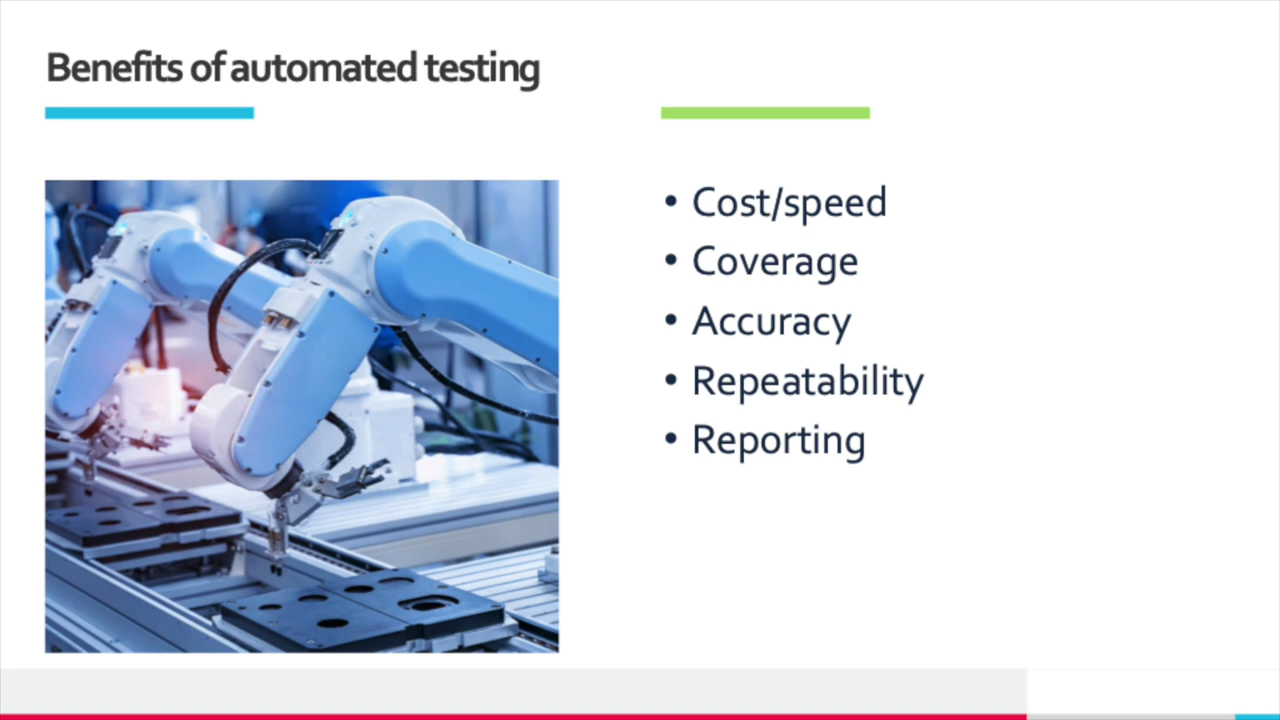 Benefits of automated testing
• Cost/speed
• Coverage
• Accuracy
• Repeatability
• Reporting